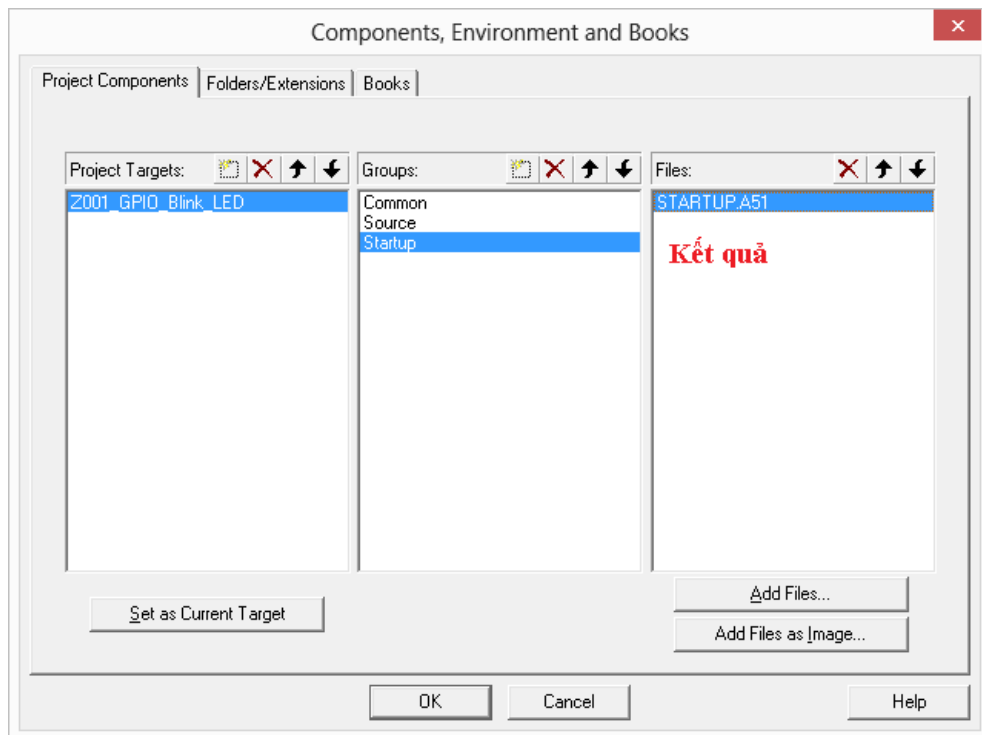 Components, Environment and Books
Project Components Folders/Extensions Books
Project Targets: Groups: Files:
Z001_GPIO_Blink_LED
Common
Source
Startup
STARTUP.A51
Kết quả
Set as Current Target
Add Files...
Add Files as Image...
OK Cancel Help